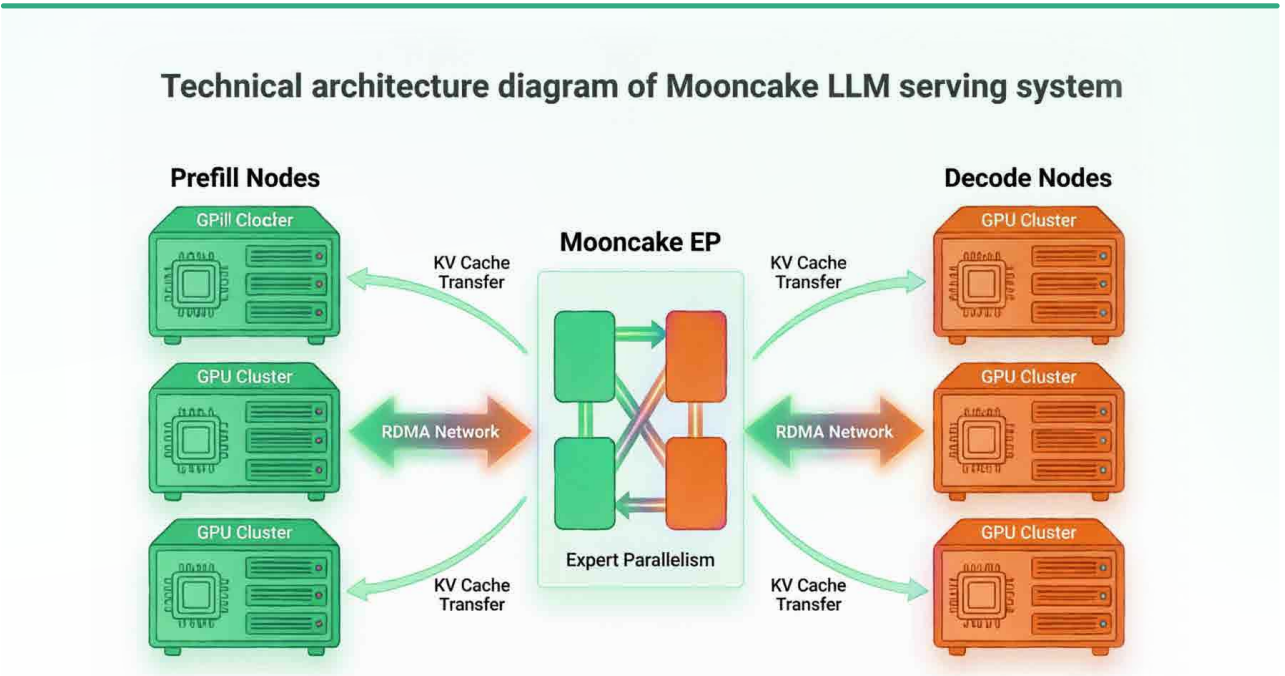 Technical architecture diagram of Mooncake LLM serving system
Prefill Nodes
GPill Clocter
GPU Cluster
GPU Cluster
KV Cache
Transfer
RDMA Network
KV Cache
Transfer
Mooncake EP
Expert Parallelism
KV Cache
Transfer
RDMA Network
KV Cache
Transfer
Decode Nodes
GPU Cluster
GPU Cluster
GPU Cluster